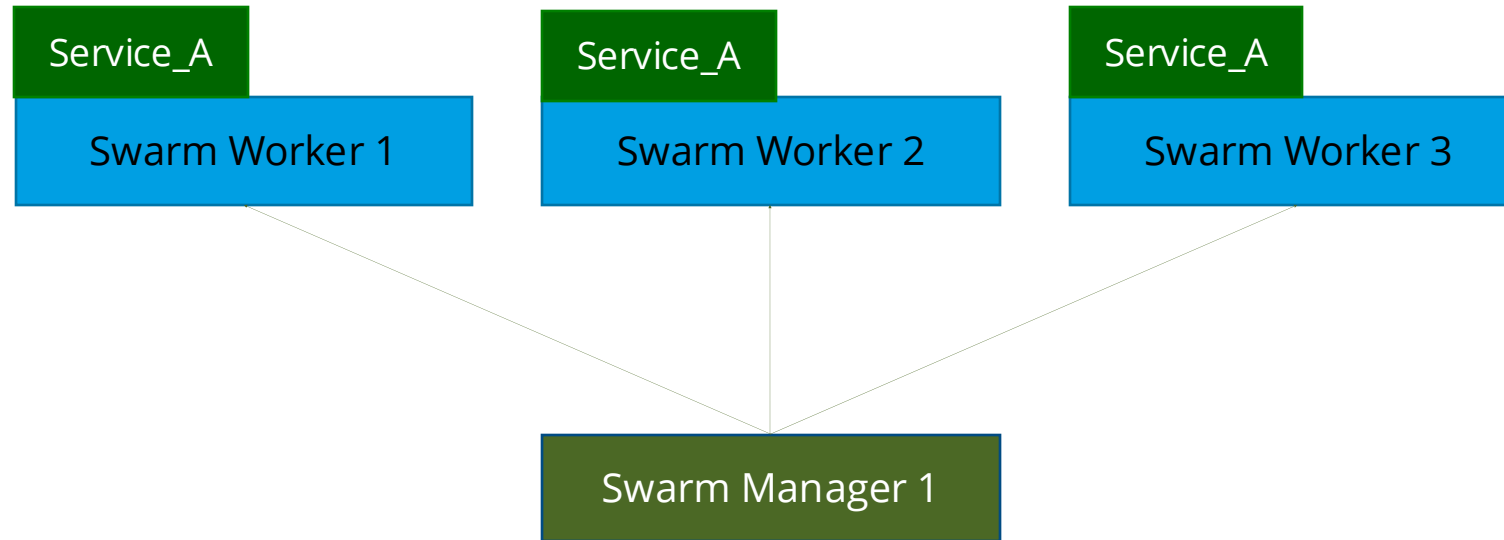 Service_A
Service_A
Service_A
Swarm Worker 1
Swarm Worker 2
Swarm Worker 3
Swarm Manager 1